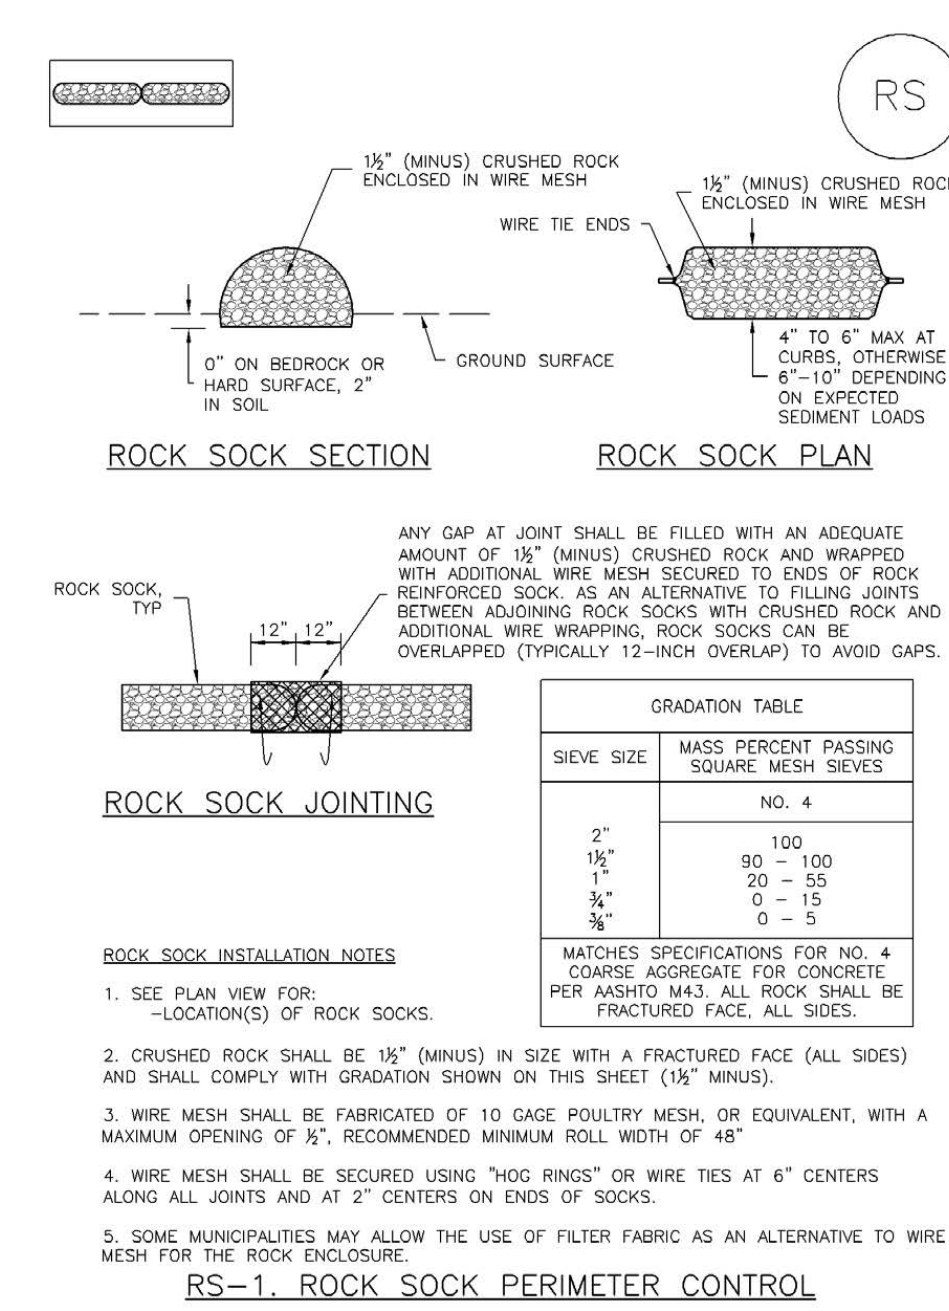 RS
1½" (MINUS) CRUSHED ROCK
ENCLOSED IN WIRE MESH
1½" (MINUS) CRUSHED ROC
ENCLOSED IN WIRE MESH
WIRE TIE ENDS
0" ON BEDROCK OR
HARD SURFACE, 2"
IN SOIL
GROUND SURFACE
4" TO 6" MAX AT
CURBS, OTHERWISE
6"-10" DEPENDING
ON EXPECTED
SEDIMENT LOADS
ROCK SOCK SECTION
ROCK SOCK PLAN
ANY GAP AT JOINT SHALL BE FILLED WITH AN ADEQUATE
AMOUNT OF 1½" (MINUS) CRUSHED ROCK AND WRAPPED
WITH ADDITIONAL WIRE MESH SECURED TO ENDS OF ROCK
REINFORCED SOCK. AS AN ALTERNATIVE TO FILLING JOINTS
BETWEEN ADJOINING ROCK SOCKS WITH CRUSHED ROCK AND
ADDITIONAL WIRE WRAPPING, ROCK SOCKS CAN BE
OVERLAPPED (TYPICALLY 12-INCH OVERLAP) TO AVOID GAPS.
ROCK SOCK,
TYP
12" 12"
ROCK SOCK JOINTING
GRADATION TABLE
SIEVE SIZE
MASS PERCENT PASSING
SQUARE MESH SIEVES
NO. 4
2" 100
1½" 90 - 100
1" 20 - 55
¾" 0 - 15
⅜" 0 - 5
MATCHES SPECIFICATIONS FOR NO. 4
COARSE AGGREGATE FOR CONCRETE
PER AASHTO M43. ALL ROCK SHALL BE
FRACTURED FACE, ALL SIDES.
ROCK SOCK INSTALLATION NOTES
1. SEE PLAN VIEW FOR:
-LOCATION(S) OF ROCK SOCKS.
2. CRUSHED ROCK SHALL BE 1½" (MINUS) IN SIZE WITH A FRACTURED FACE (ALL SIDES)
AND SHALL COMPLY WITH GRADATION SHOWN ON THIS SHEET (1½" MINUS).
3. WIRE MESH SHALL BE FABRICATED OF 10 GAGE POULTRY MESH, OR EQUIVALENT, WITH A
MAXIMUM OPENING OF ½", RECOMMENDED MINIMUM ROLL WIDTH OF 48"
4. WIRE MESH SHALL BE SECURED USING "HOG RINGS" OR WIRE TIES AT 6" CENTERS
ALONG ALL JOINTS AND AT 2" CENTERS ON ENDS OF SOCKS.
5. SOME MUNICIPALITIES MAY ALLOW THE USE OF FILTER FABRIC AS AN ALTERNATIVE TO WIRE
MESH FOR THE ROCK ENCLOSURE.
RS-1. ROCK SOCK PERIMETER CONTROL